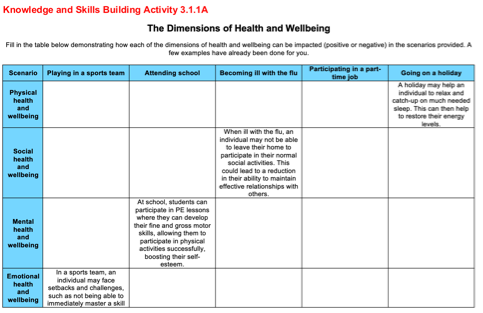 Knowledge and Skills Building Activity 3.1.1A
The Dimensions of Health and Wellbeing
Fill in the table below demonstrating how each of the dimensions of health and wellbeing can be impacted (positive or negative) in the scenarios provided. A
few examples have already been done for you.
Scenario
Playing in a sports team
Attending school
Becoming ill with the flu
Participating in a part-
time job
Going on a holiday
Physical
health
and
wellbeing
A holiday may help an
individual to relax and
catch-up on much needed
sleep. This can then help
to restore their energy
levels.
Social
health
and
wellbeing
When ill with the flu, an
individual may not be able
to leave their home to
participate in their normal
social activities. This
could lead to a reduction
in their ability to maintain
effective relationships with
others.
Mental
health
and
wellbeing
At school, students can
participate in PE lessons
where they can develop
their fine and gross motor
skills, allowing them to
participate in physical
activities successfully,
boosting their self-
esteem.
Emotional
health
and
wellbeing
In a sports team, an
individual may face
setbacks and challenges,
such as not being able to
immediately master a skill